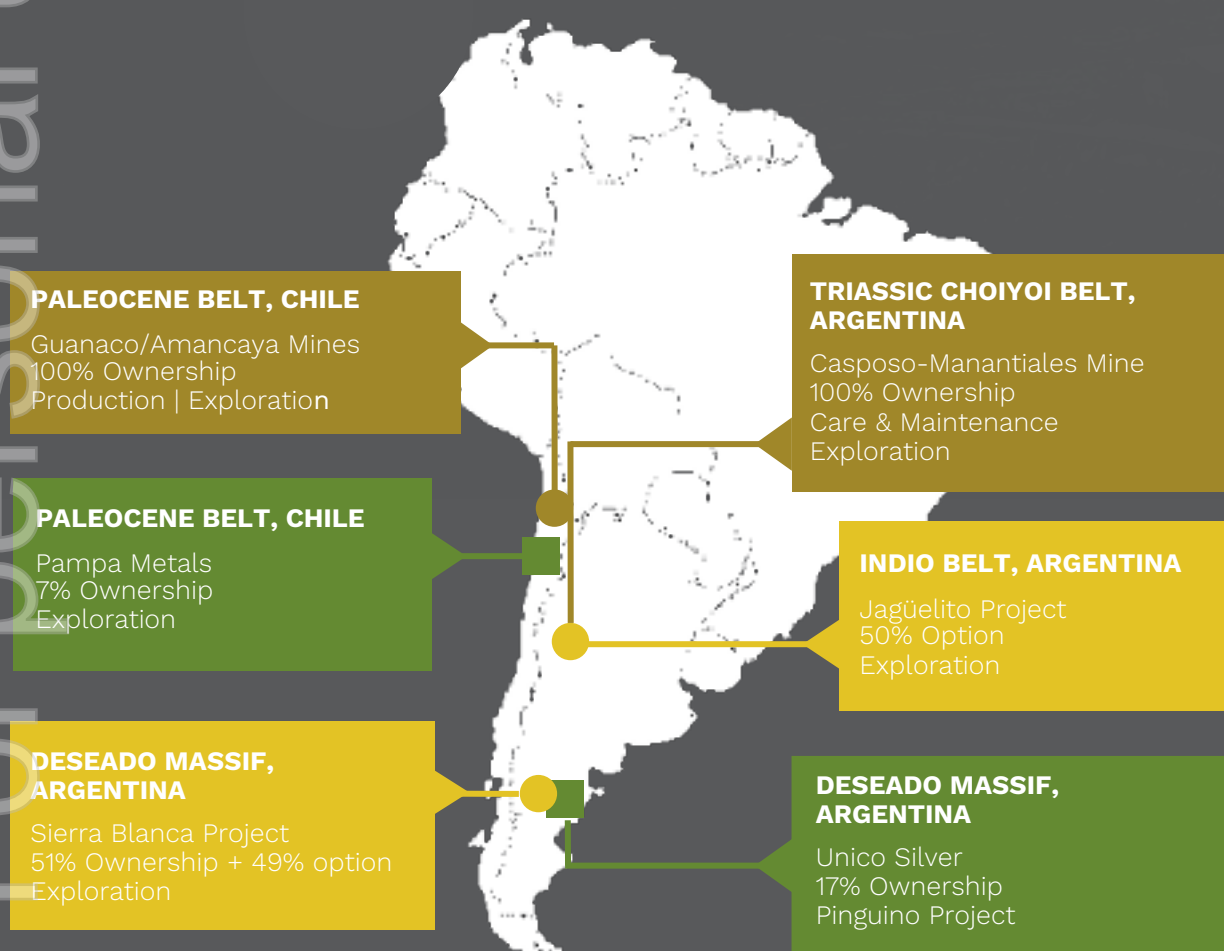 PALEOCENE BELT, CHILE
Guanaco/Amancaya Mines
100% Ownership
Production | Exploration
TRIASSIC CHOIYOI BELT,
ARGENTINA
Casposo-Manantiales Mine
100% Ownership
Care & Maintenance
Exploration
PALEOCENE BELT, CHILE
Pampa Metals
7% Ownership
Exploration
INDIO BELT, ARGENTINA
Jagüelito Project
50% Option
Exploration
DESEADO MASSIF,
ARGENTINA
Sierra Blanca Project
51% Ownership + 49% option
Exploration
DESEADO MASSIF,
ARGENTINA
Unico Silver
17% Ownership
Pinguino Project
personal